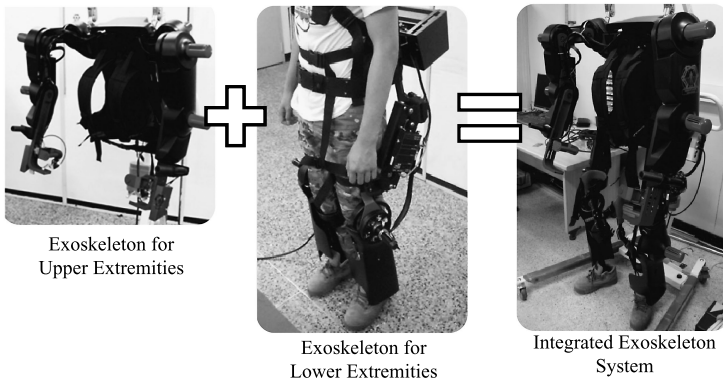 Exoskeleton for
Upper Extremities
Exoskeleton for
Lower Extremities
Integrated Exoskeleton
System